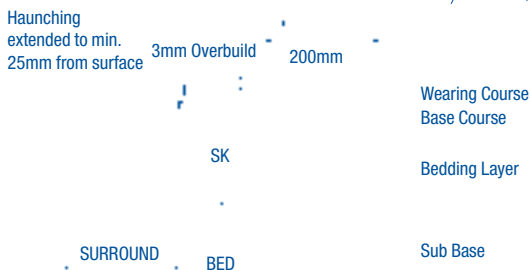 Haunching
extended to min.
25mm from surface
3mm Overbuild
200mm
Wearing Course
Base Course
SK
Bedding Layer
SURROUND
BED
Sub Base